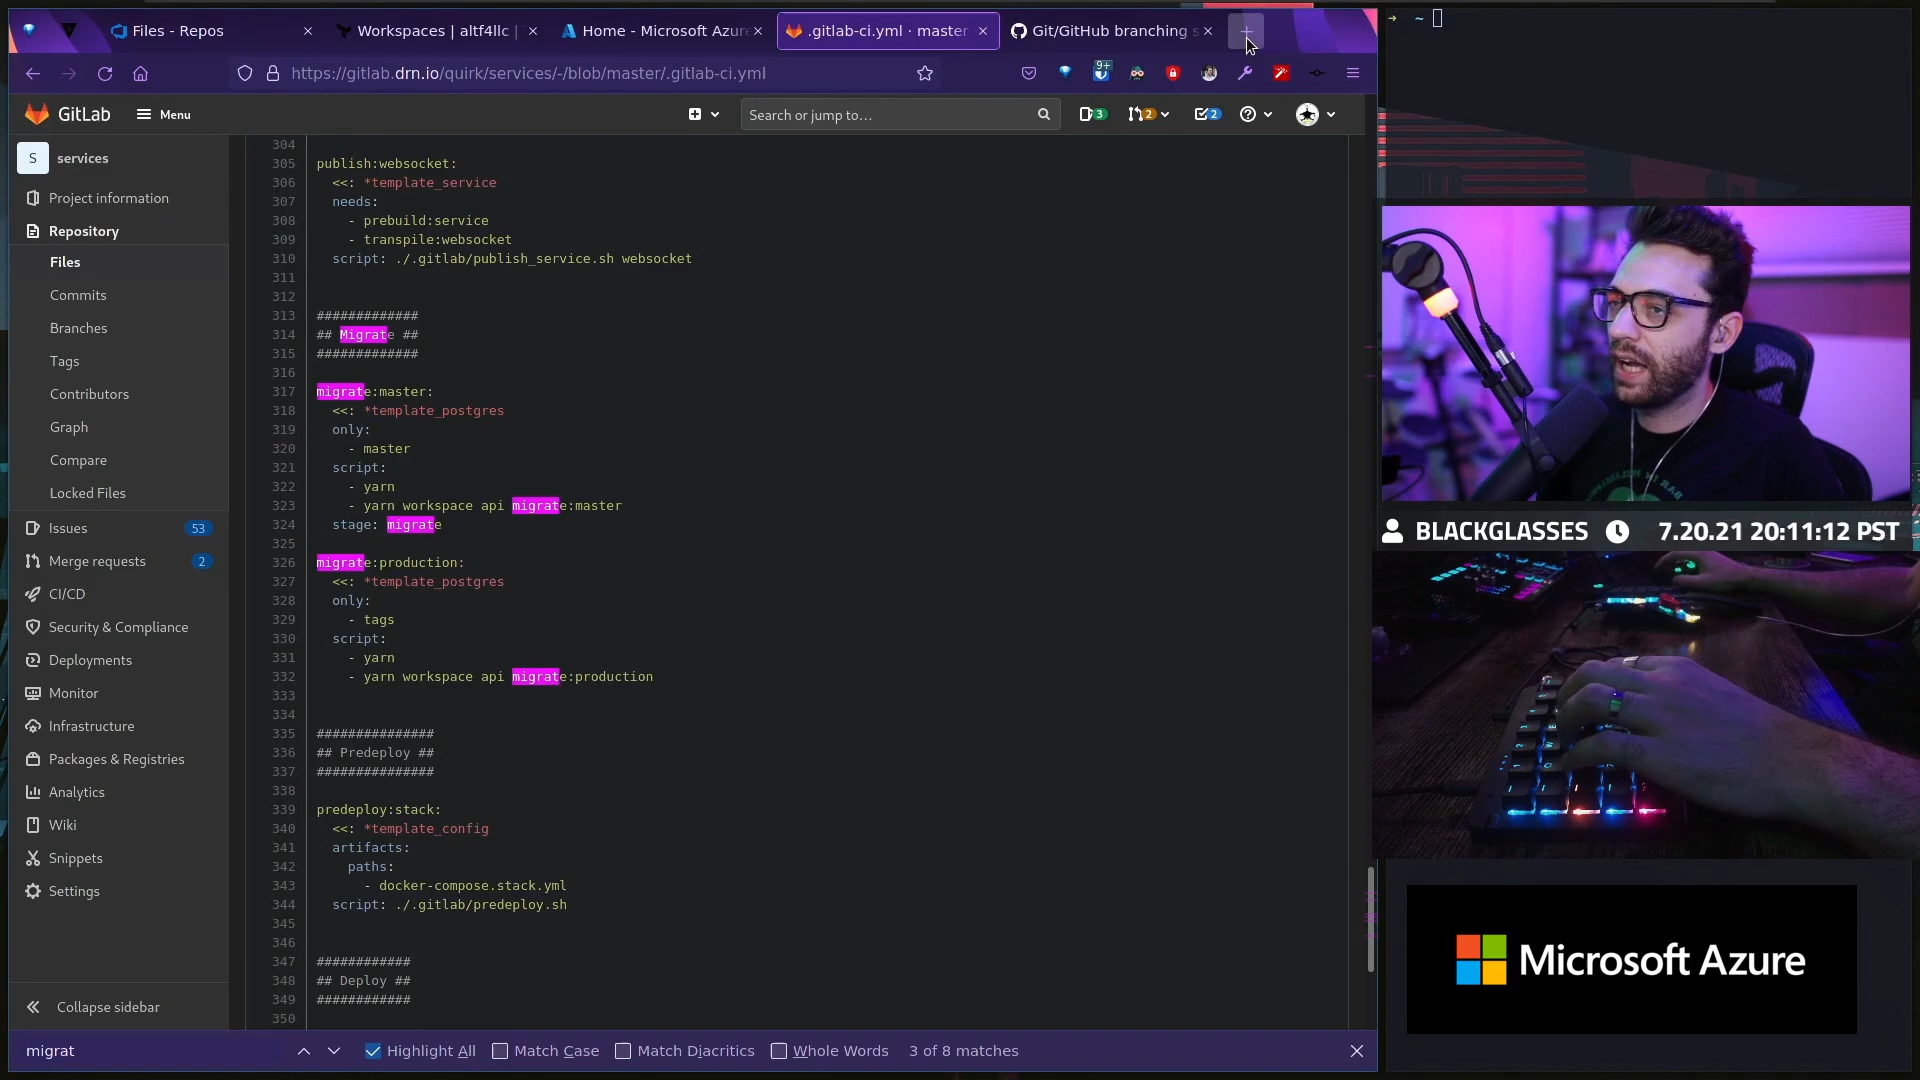 Files - Repos
Workspaces | altf4llc |
Home - Microsoft Azure
.gitlab-ci.yml · master
Git/GitHub branching s
https://gitlab.drn.io/quirk/services/-/blob/master/.gitlab-ci.yml
9+
GitLab
Menu
Search or jump to…
3
2
2
S
services
Project information
Repository
Files
Commits
Branches
Tags
Contributors
Graph
Compare
Locked Files
Issues 53
Merge requests 2
CI/CD
Security & Compliance
Deployments
Monitor
Infrastructure
Packages & Registries
Analytics
Wiki
Snippets
Settings
Collapse sidebar
304
305 publish:websocket:
306 <<: *template_service
307 needs:
308 - prebuild:service
309 - transpile:websocket
310 script: ./.gitlab/publish_service.sh websocket
311
312
313 #############
314 ## Migrate ##
315 #############
316
317 migrate:master:
318 <<: *template_postgres
319 only:
320 - master
321 script:
322 - yarn
323 - yarn workspace api migrate:master
324 stage: migrate
325
326 migrate:production:
327 <<: *template_postgres
328 only:
329 - tags
330 script:
331 - yarn
332 - yarn workspace api migrate:production
333
334
335 ###############
336 ## Predeploy ##
337 ###############
338
339 predeploy:stack:
340 <<: *template_config
341 artifacts:
342 paths:
343 - docker-compose.stack.yml
344 script: ./.gitlab/predeploy.sh
345
346
347 ############
348 ## Deploy ##
349 ############
350
migrat
Highlight All
Match Case
Match Diacritics
Whole Words
3 of 8 matches
~
BLACKGLASSES
7.20.21 20:11:12 PST
Microsoft Azure